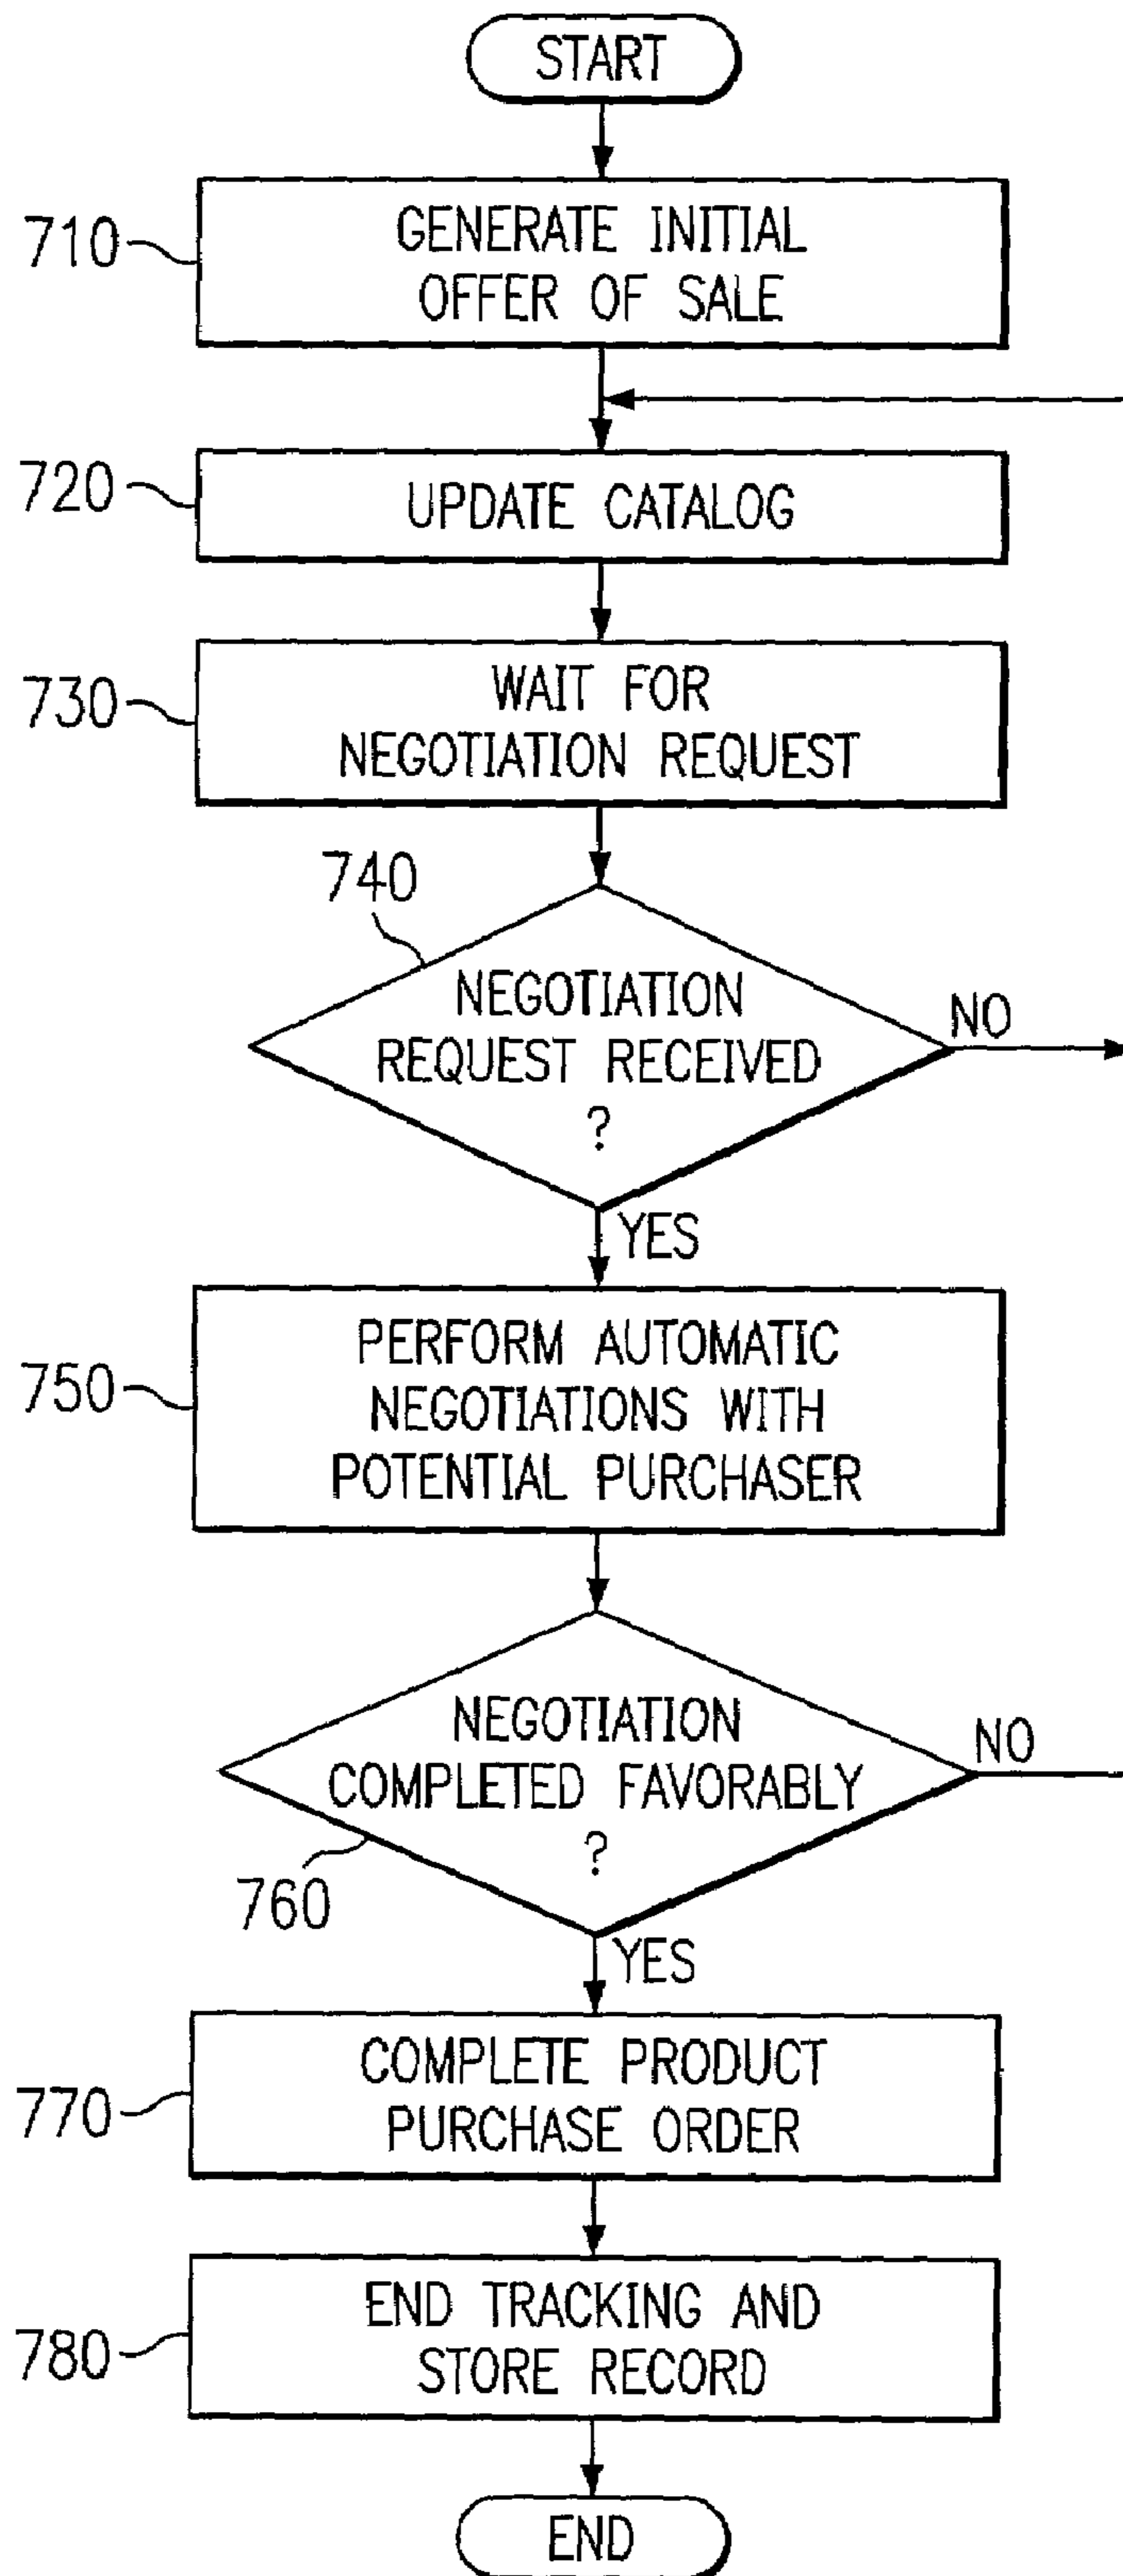 START
710
GENERATE INITIAL
OFFER OF SALE
720
UPDATE CATALOG
730
WAIT FOR
NEGOTIATION REQUEST
740
NEGOTIATION
REQUEST RECEIVED
?
NO
YES
750
PERFORM AUTOMATIC
NEGOTIATIONS WITH
POTENTIAL PURCHASER
NEGOTIATION
COMPLETED FAVORABLY
?
NO
760
YES
770
COMPLETE PRODUCT
PURCHASE ORDER
780
END TRACKING AND
STORE RECORD
END